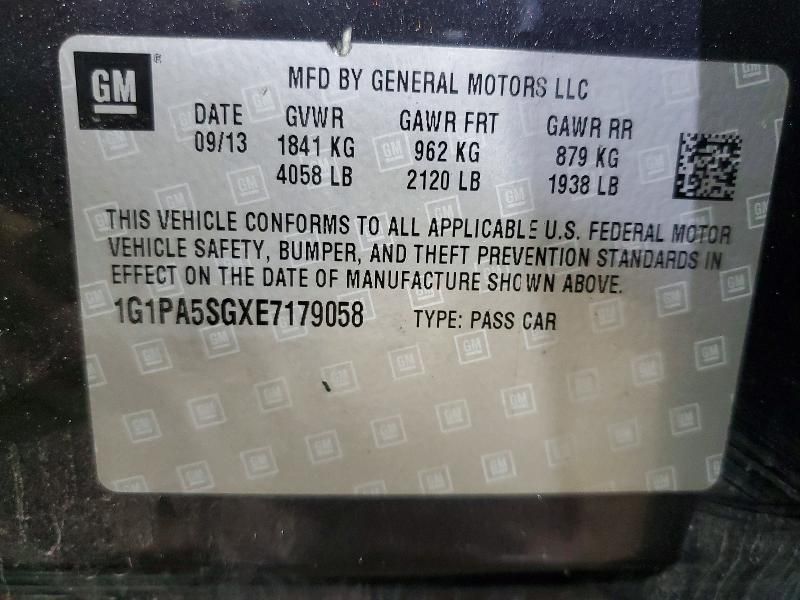 GM®
MFD BY GENERAL MOTORS LLC
DATE GVWR GAWR FRT GAWR RR
09/13 1841 KG 962 KG 879 KG
4058 LB 2120 LB 1938 LB
THIS VEHICLE CONFORMS TO ALL APPLICABLE U.S. FEDERAL MOTOR
VEHICLE SAFETY, BUMPER, AND THEFT PREVENTION STANDARDS IN
EFFECT ON THE DATE OF MANUFACTURE SHOWN ABOVE.
1G1PA5SGXE7179058 TYPE: PASS CAR